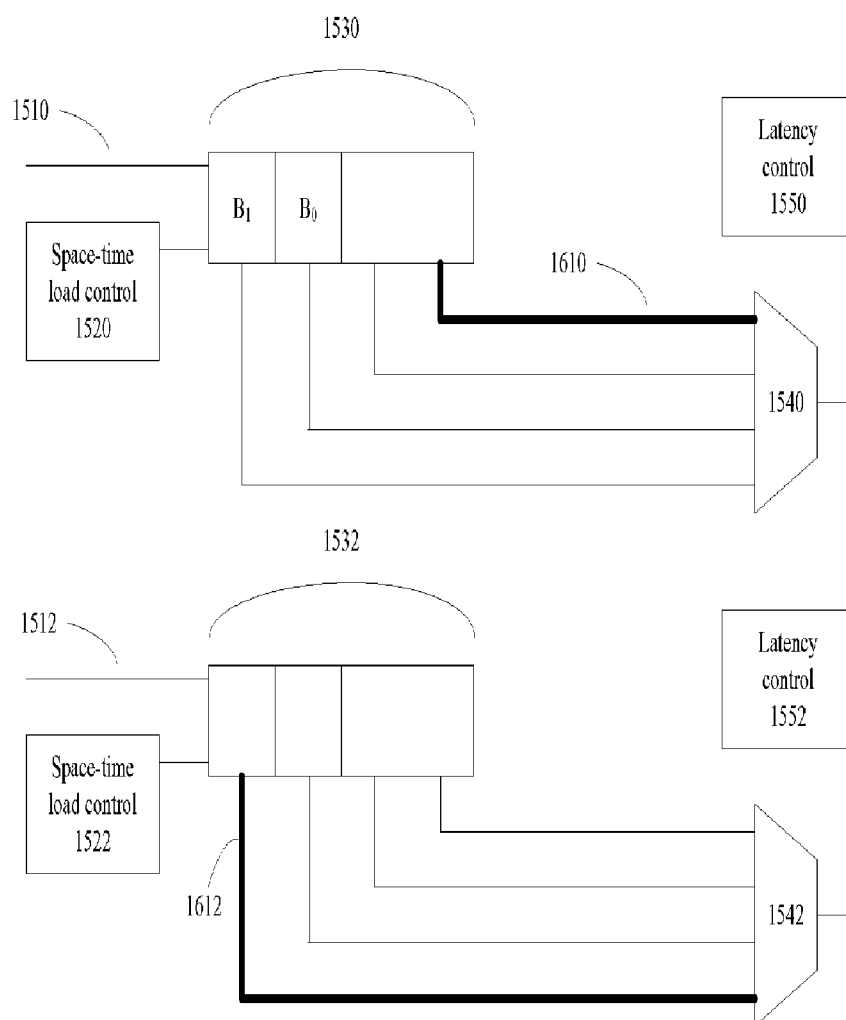 1530
1510
Latency
control
1550
B₁ B₀
Space-time
load control
1520
1610
1540
1532
1512
Latency
control
1552
Space-time
load control
1522
1612
1542